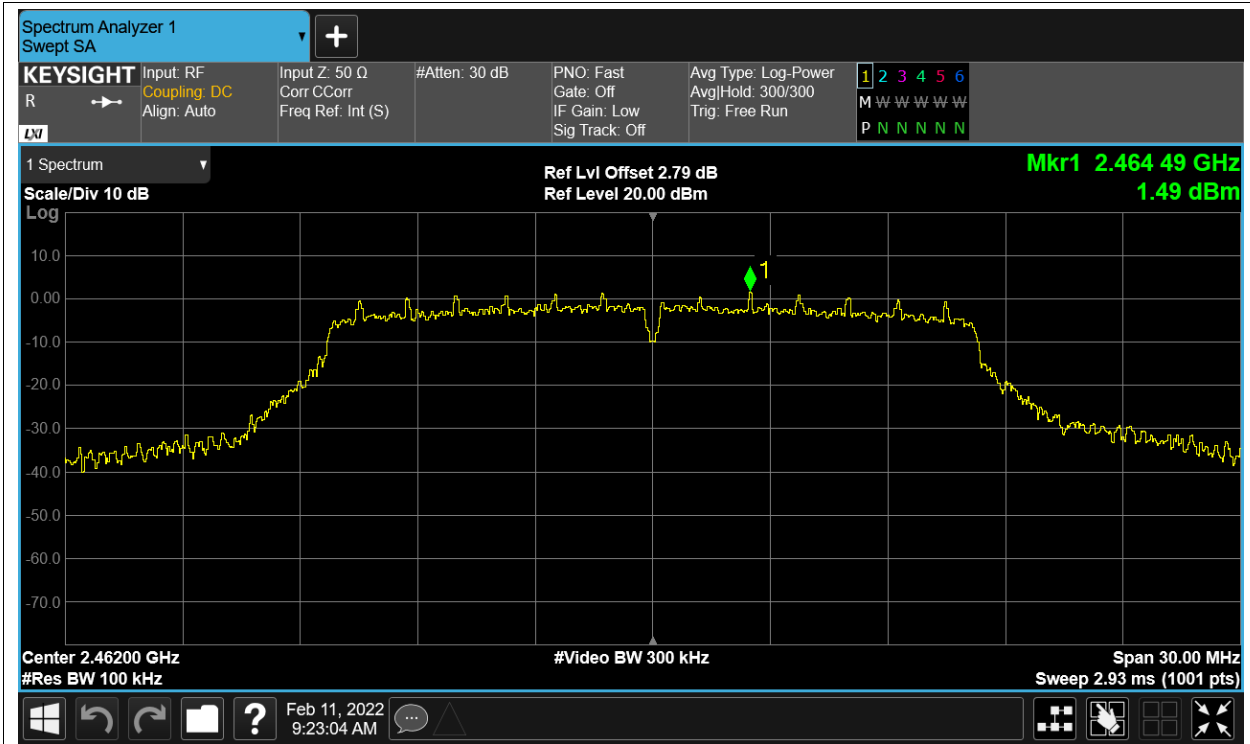 Spectrum Analyzer 1
Swept SA
KEYSIGHT Input: RF Input Z: 50 Ω #Atten: 30 dB PNO: Fast Avg Type: Log-Power 1 2 3 4 5 6
R Coupling: DC Corr CCorr Gate: Off Avg|Hold: 300/300 M W W W W W W
Align: Auto Freq Ref: Int (S) IF Gain: Low Trig: Free Run
LXI Sig Track: Off P N N N N N N
1 Spectrum Ref Lvl Offset 2.79 dB Mkr1 2.464 49 GHz
Scale/Div 10 dB Ref Level 20.00 dBm 1.49 dBm
Log
10.0
1
0.00
-10.0
-20.0
-30.0
-40.0
-50.0
-60.0
-70.0
Center 2.46200 GHz #Video BW 300 kHz Span 30.00 MHz
#Res BW 100 kHz Sweep 2.93 ms (1001 pts)
? Feb 11, 2022
9:23:04 AM